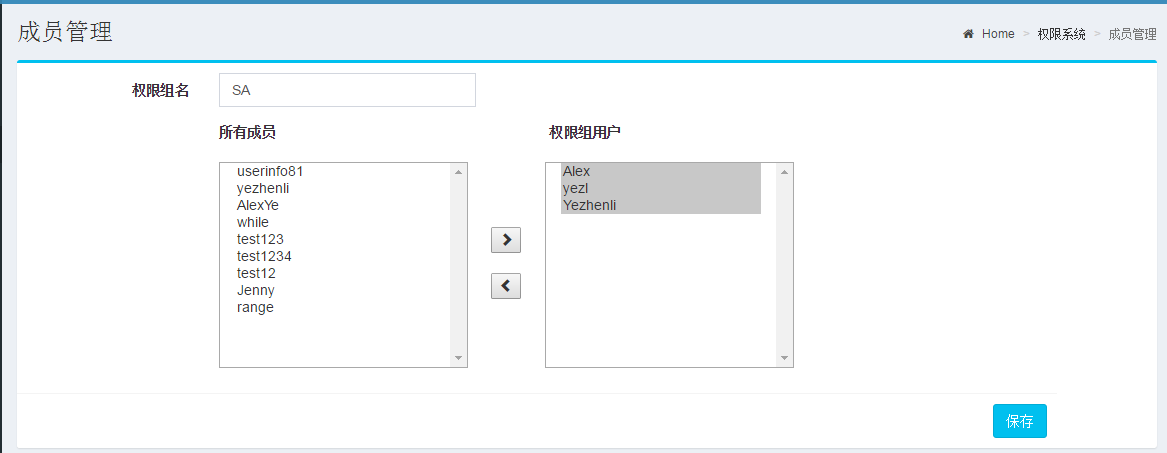 成员管理
Home > 权限系统 > 成员管理
权限组名 SA
所有成员 权限组用户
userinfo81
yezhenli
AlexYe
while
test123
test1234
test12
Jenny
range
Alex
yezl
Yezhenli
保存